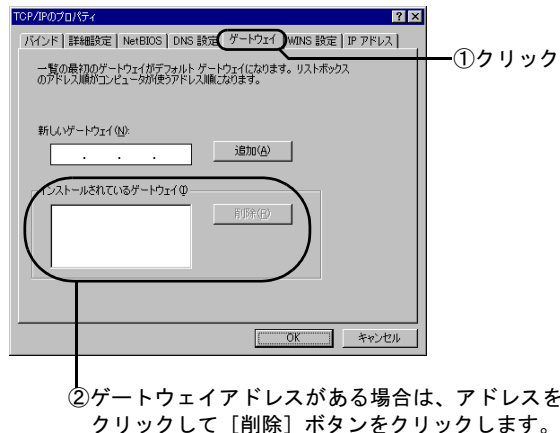 TCP/IPのプロパティ
バインド 詳細設定 NetBIOS DNS 設定 ゲートウェイ WINS 設定 IP アドレス
①クリック
一覧の最初のゲートウェイがデフォルト ゲートウェイになります。リストボックス
のアドレス順がコンピュータが使うアドレス順になります。
新しいゲートウェイ(N):
. . .
追加(A)
インストールされているゲートウェイ(I)
削除(R)
OK キャンセル
②ゲートウェイアドレスがある場合は、アドレスを
クリックして[削除]ボタンをクリックします。